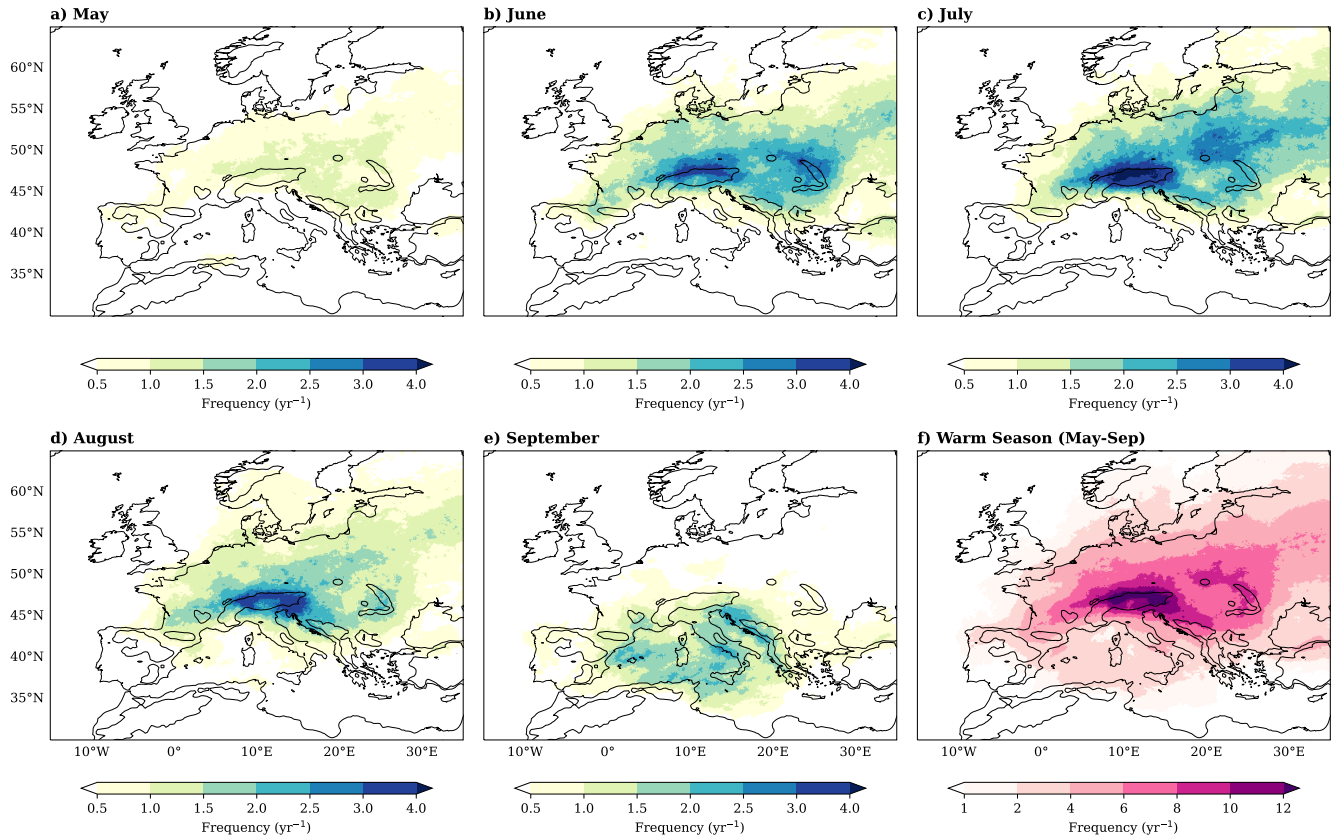 a) May
b) June
c) July
60°N
55°N
50°N
45°N
40°N
35°N
0.5 1.0 1.5 2.0 2.5 3.0 4.0
Frequency (yr⁻¹)
0.5 1.0 1.5 2.0 2.5 3.0 4.0
Frequency (yr⁻¹)
0.5 1.0 1.5 2.0 2.5 3.0 4.0
Frequency (yr⁻¹)
d) August
e) September
f) Warm Season (May-Sep)
60°N
55°N
50°N
45°N
40°N
35°N
10°W 0° 10°E 20°E 30°E
10°W 0° 10°E 20°E 30°E
10°W 0° 10°E 20°E 30°E
0.5 1.0 1.5 2.0 2.5 3.0 4.0
Frequency (yr⁻¹)
0.5 1.0 1.5 2.0 2.5 3.0 4.0
Frequency (yr⁻¹)
1 2 4 6 8 10 12
Frequency (yr⁻¹)